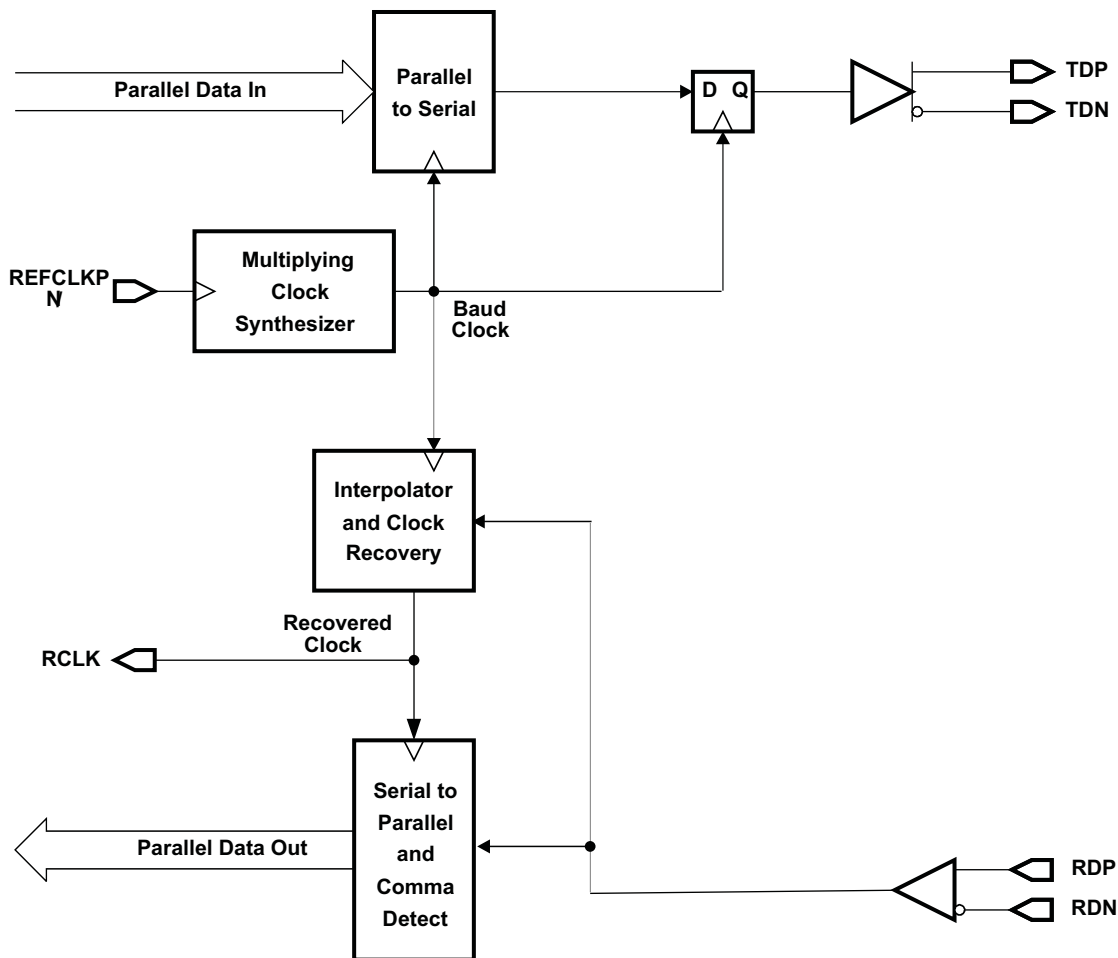 Parallel Data In
Parallel
to Serial
D Q
TDP
TDN
REFCLKP
N/
Multiplying
Clock
Synthesizer
Baud
Clock
Interpolator
and Clock
Recovery
Recovered
Clock
RCLK
Serial to
Parallel
and
Comma
Detect
Parallel Data Out
RDP
RDN